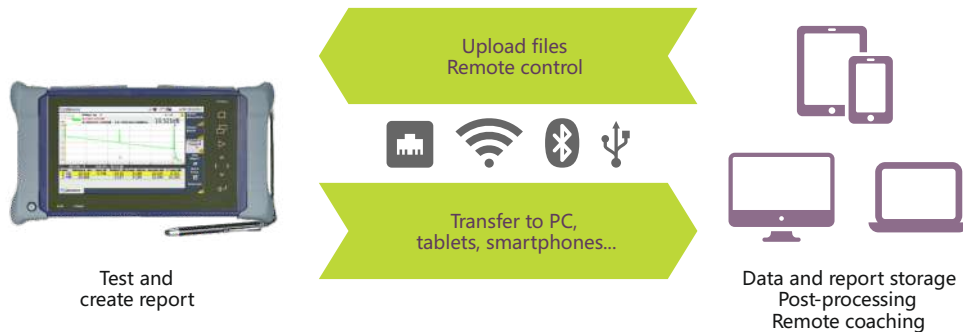 Upload files
Remote control
Transfer to PC,
tablets, smartphones...
Test and
create report
Data and report storage
Post-processing
Remote coaching